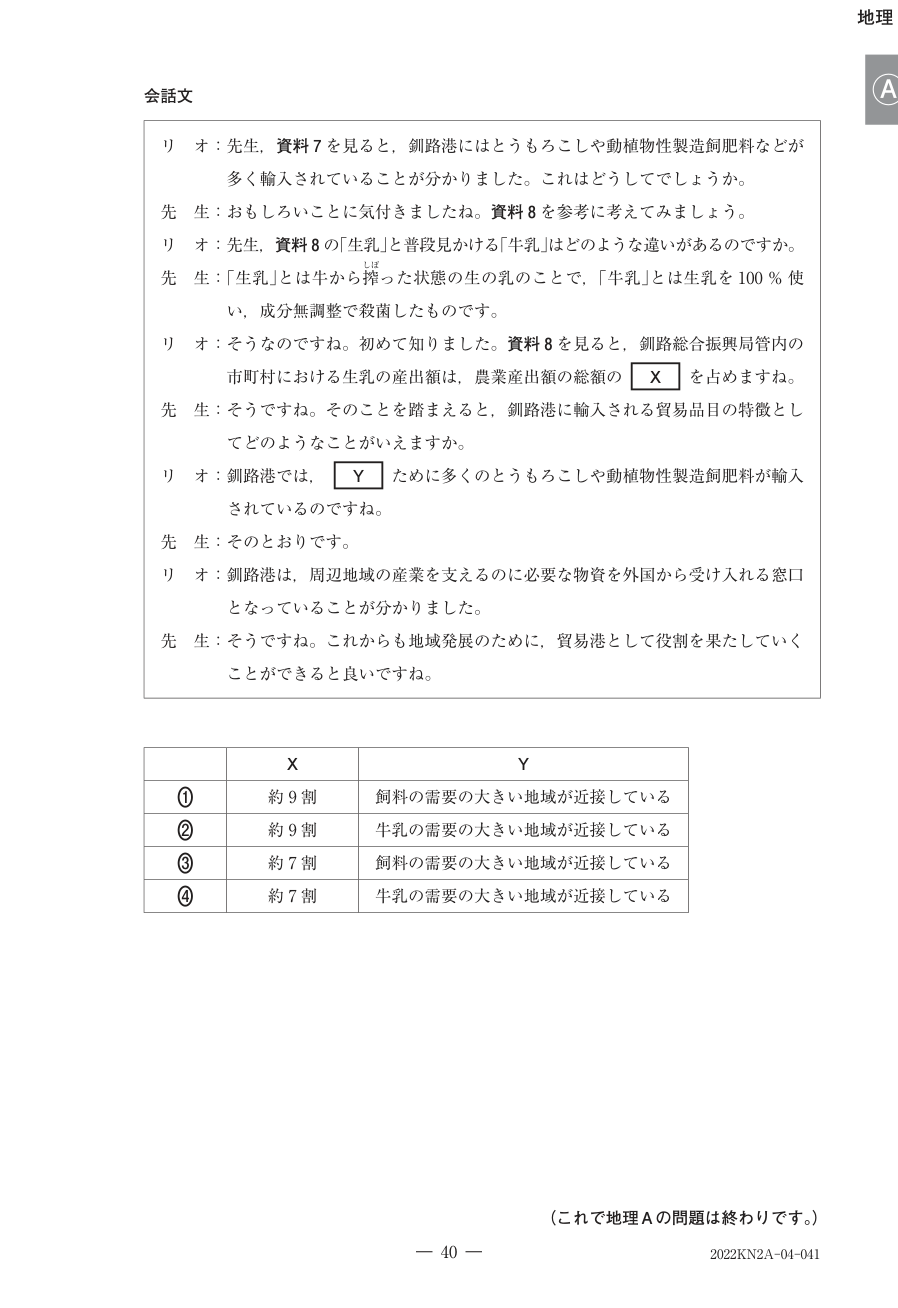 地理
Ⓐ
会話文
リ　オ：先生，資料７を見ると，釧路港にはとうもろこしや動植物性製造飼肥料などが
多く輸入されていることが分かりました。これはどうしてでしょうか。
先　生：おもしろいことに気付きましたね。資料８を参考に考えてみましょう。
リ　オ：先生，資料８の「生乳」と普段見かける「牛乳」はどのような違いがあるのですか。
しぼ
先　生：「生乳」とは牛から搾った状態の生の乳のことで，「牛乳」とは生乳を 100 % 使
い，成分無調整で殺菌したものです。
リ　オ：そうなのですね。初めて知りました。資料８を見ると，釧路総合振興局管内の
市町村における生乳の産出額は，農業産出額の総額の X を占めますね。
先　生：そうですね。そのことを踏まえると，釧路港に輸入される貿易品目の特徴とし
てどのようなことがいえますか。
リ　オ：釧路港では， Y ために多くのとうもろこしや動植物性製造飼肥料が輸入
されているのですね。
先　生：そのとおりです。
リ　オ：釧路港は，周辺地域の産業を支えるのに必要な物資を外国から受け入れる窓口
となっていることが分かりました。
先　生：そうですね。これからも地域発展のために，貿易港として役割を果たしていく
ことができると良いですね。
X Y
① 約９割 飼料の需要の大きい地域が近接している
② 約９割 牛乳の需要の大きい地域が近接している
③ 約７割 飼料の需要の大きい地域が近接している
④ 約７割 牛乳の需要の大きい地域が近接している
（これで地理Ａの問題は終わりです。）
— 40 —
2022KN2A-04-041